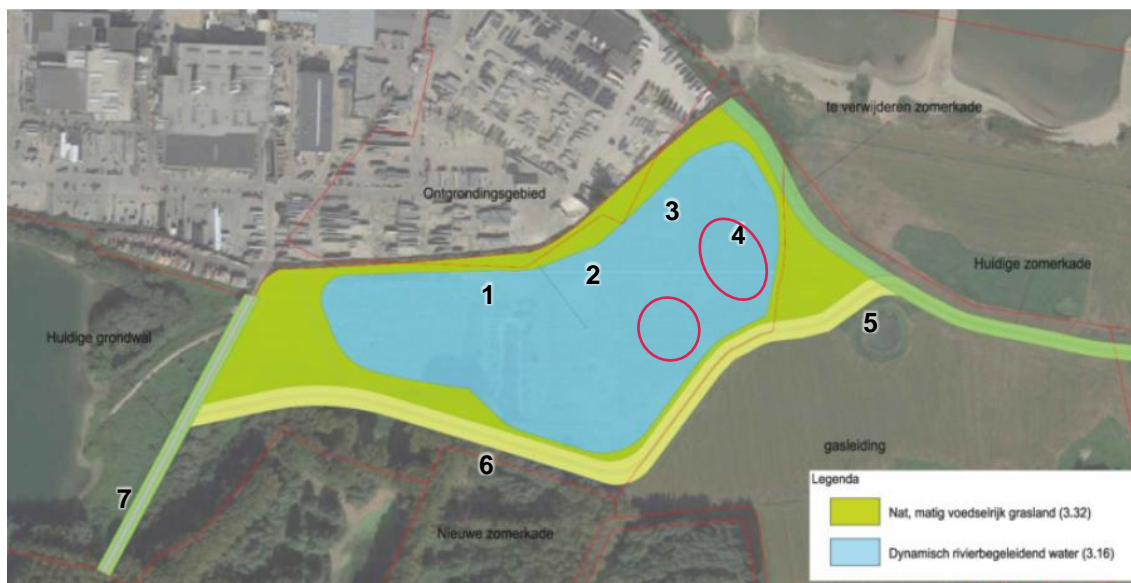 te verwijderen zomerkade
Ontgrondingsgebied
3
4
2
Huidige zomerkade
1
5
Huidige grondwal
gasleiding
6
7
Nieuwe zomerkade
Legenda
Nat, matig voedselrijk grasland (3.32)
Dynamisch rivierbegeleidend water (3.16)